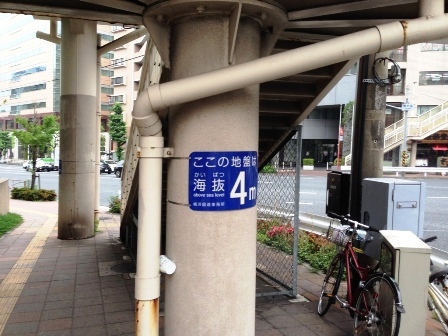 ここの地盤は
かい ばつ
海抜
above sea level
4m